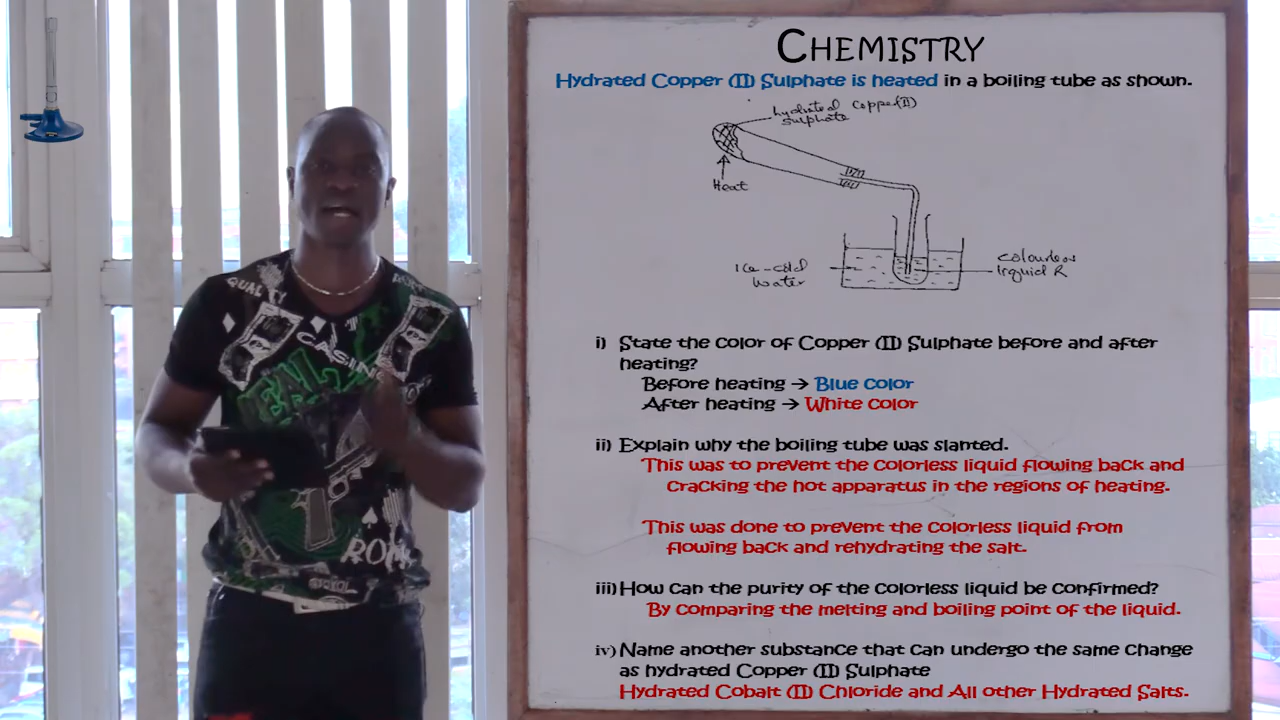 CHEMISTRY
Hydrated Copper (II) Sulphate is heated in a boiling tube as shown.
hydrated Copper(II)
sulphate
Heat
Ice-cold
water
colourless
liquid R
i) State the color of Copper (II) Sulphate before and after
heating?
Before heating → Blue color
After heating → White color
ii) Explain why the boiling tube was slanted.
This was to prevent the colorless liquid flowing back and
cracking the hot apparatus in the regions of heating.
This was done to prevent the colorless liquid from
flowing back and rehydrating the salt.
iii) How can the purity of the colorless liquid be confirmed?
By comparing the melting and boiling point of the liquid.
iv) Name another substance that can undergo the same change
as hydrated Copper (II) Sulphate
Hydrated Cobalt (II) Chloride and All other Hydrated Salts.
QUALITY
CASINO
ROYAL